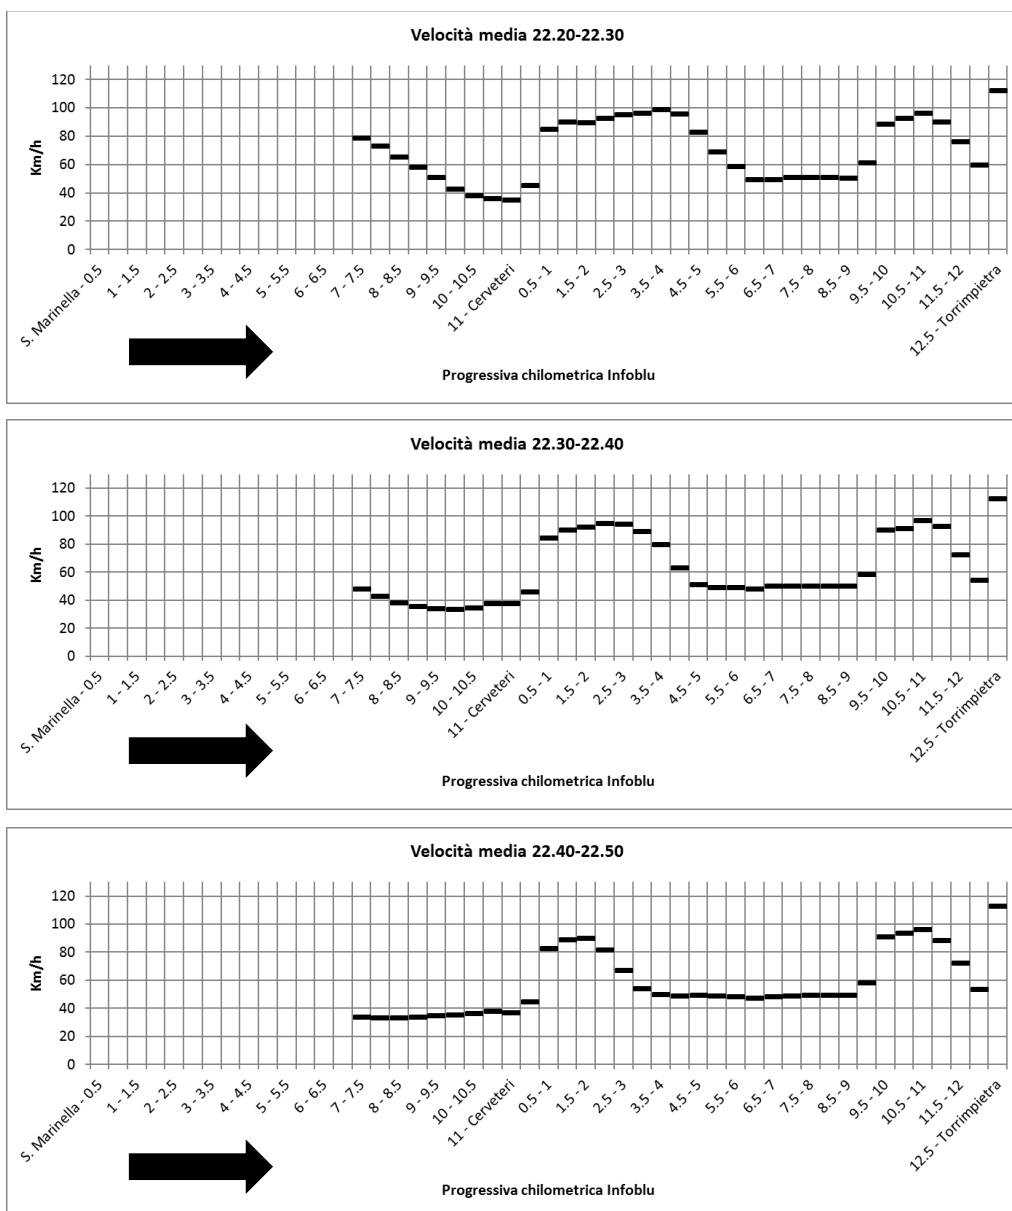 Velocità media 22.20-22.30
Km/h
120
100
80
60
40
20
0
S. Marinella - 0.5
1 - 1.5
2 - 2.5
3 - 3.5
4 - 4.5
5 - 5.5
6 - 6.5
7 - 7.5
8 - 8.5
9 - 9.5
10 - 10.5
11 - Cerveteri
0.5 - 1
1.5 - 2
2.5 - 3
3.5 - 4
4.5 - 5
5.5 - 6
6.5 - 7
7.5 - 8
8.5 - 9
9.5 - 10
10.5 - 11
11.5 - 12
12.5 - Torrimpietra
Progressiva chilometrica Infoblu
Velocità media 22.30-22.40
Km/h
120
100
80
60
40
20
0
S. Marinella - 0.5
1 - 1.5
2 - 2.5
3 - 3.5
4 - 4.5
5 - 5.5
6 - 6.5
7 - 7.5
8 - 8.5
9 - 9.5
10 - 10.5
11 - Cerveteri
0.5 - 1
1.5 - 2
2.5 - 3
3.5 - 4
4.5 - 5
5.5 - 6
6.5 - 7
7.5 - 8
8.5 - 9
9.5 - 10
10.5 - 11
11.5 - 12
12.5 - Torrimpietra
Progressiva chilometrica Infoblu
Velocità media 22.40-22.50
Km/h
120
100
80
60
40
20
0
S. Marinella - 0.5
1 - 1.5
2 - 2.5
3 - 3.5
4 - 4.5
5 - 5.5
6 - 6.5
7 - 7.5
8 - 8.5
9 - 9.5
10 - 10.5
11 - Cerveteri
0.5 - 1
1.5 - 2
2.5 - 3
3.5 - 4
4.5 - 5
5.5 - 6
6.5 - 7
7.5 - 8
8.5 - 9
9.5 - 10
10.5 - 11
11.5 - 12
12.5 - Torrimpietra
Progressiva chilometrica Infoblu